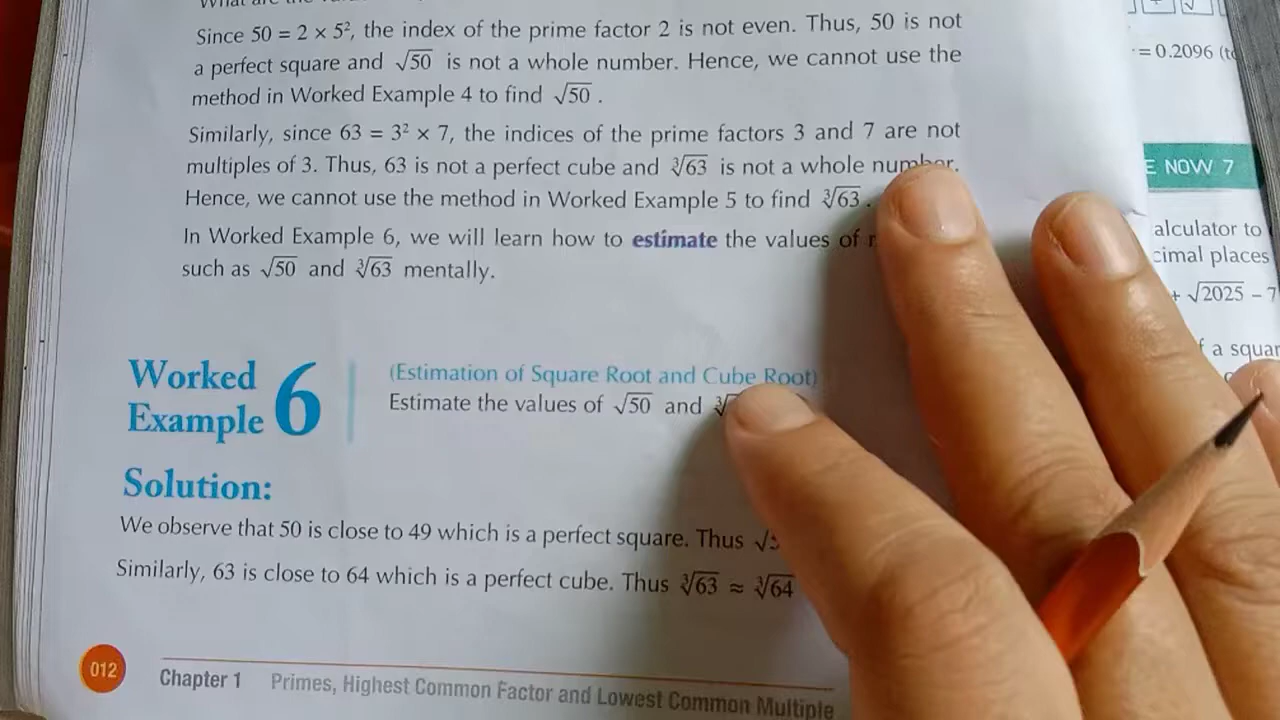 Since 50 = 2 × 5², the index of the prime factor 2 is not even. Thus, 50 is not
a perfect square and √50 is not a whole number. Hence, we cannot use the
method in Worked Example 4 to find √50 .
Similarly, since 63 = 3² × 7, the indices of the prime factors 3 and 7 are not
multiples of 3. Thus, 63 is not a perfect cube and ∛63 is not a whole number.
Hence, we cannot use the method in Worked Example 5 to find ∛63 .
In Worked Example 6, we will learn how to estimate the values of
such as √50 and ∛63 mentally.
Worked Example 6
(Estimation of Square Root and Cube Root)
Estimate the values of √50 and
Solution:
We observe that 50 is close to 49 which is a perfect square. Thus
Similarly, 63 is close to 64 which is a perfect cube. Thus ∛63 ≈ ∛64
012
Chapter 1 Primes, Highest Common Factor and Lowest Common Multiple
= 0.2096
NOW 7
to
places
+ √2025 − 7
a